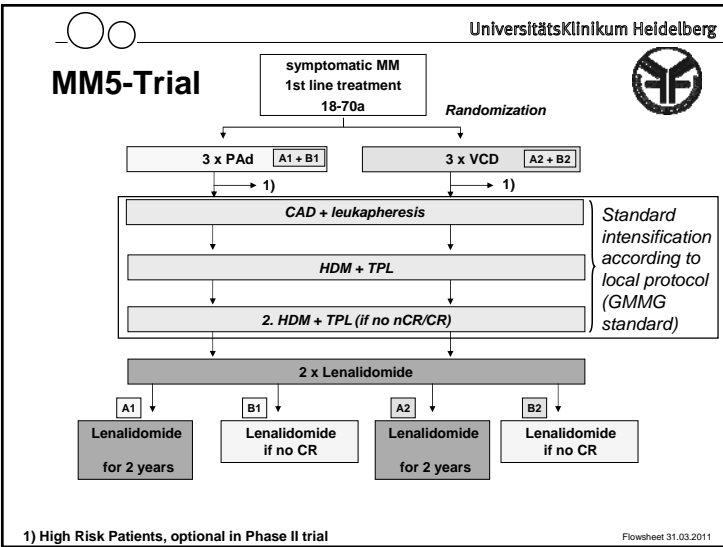 UniversitätsKlinikum Heidelberg
MM5-Trial
symptomatic MM
1st line treatment
18-70a
Randomization
3 x PAd
A1 + B1
3 x VCD
A2 + B2
1)
1)
CAD + leukapheresis
HDM + TPL
2. HDM + TPL (if no nCR/CR)
Standard
intensification
according to
local protocol
(GMMG
standard)
2 x Lenalidomide
A1
B1
A2
B2
Lenalidomide
for 2 years
Lenalidomide
if no CR
Lenalidomide
for 2 years
Lenalidomide
if no CR
1) High Risk Patients, optional in Phase II trial
Flowsheet 31.03.2011